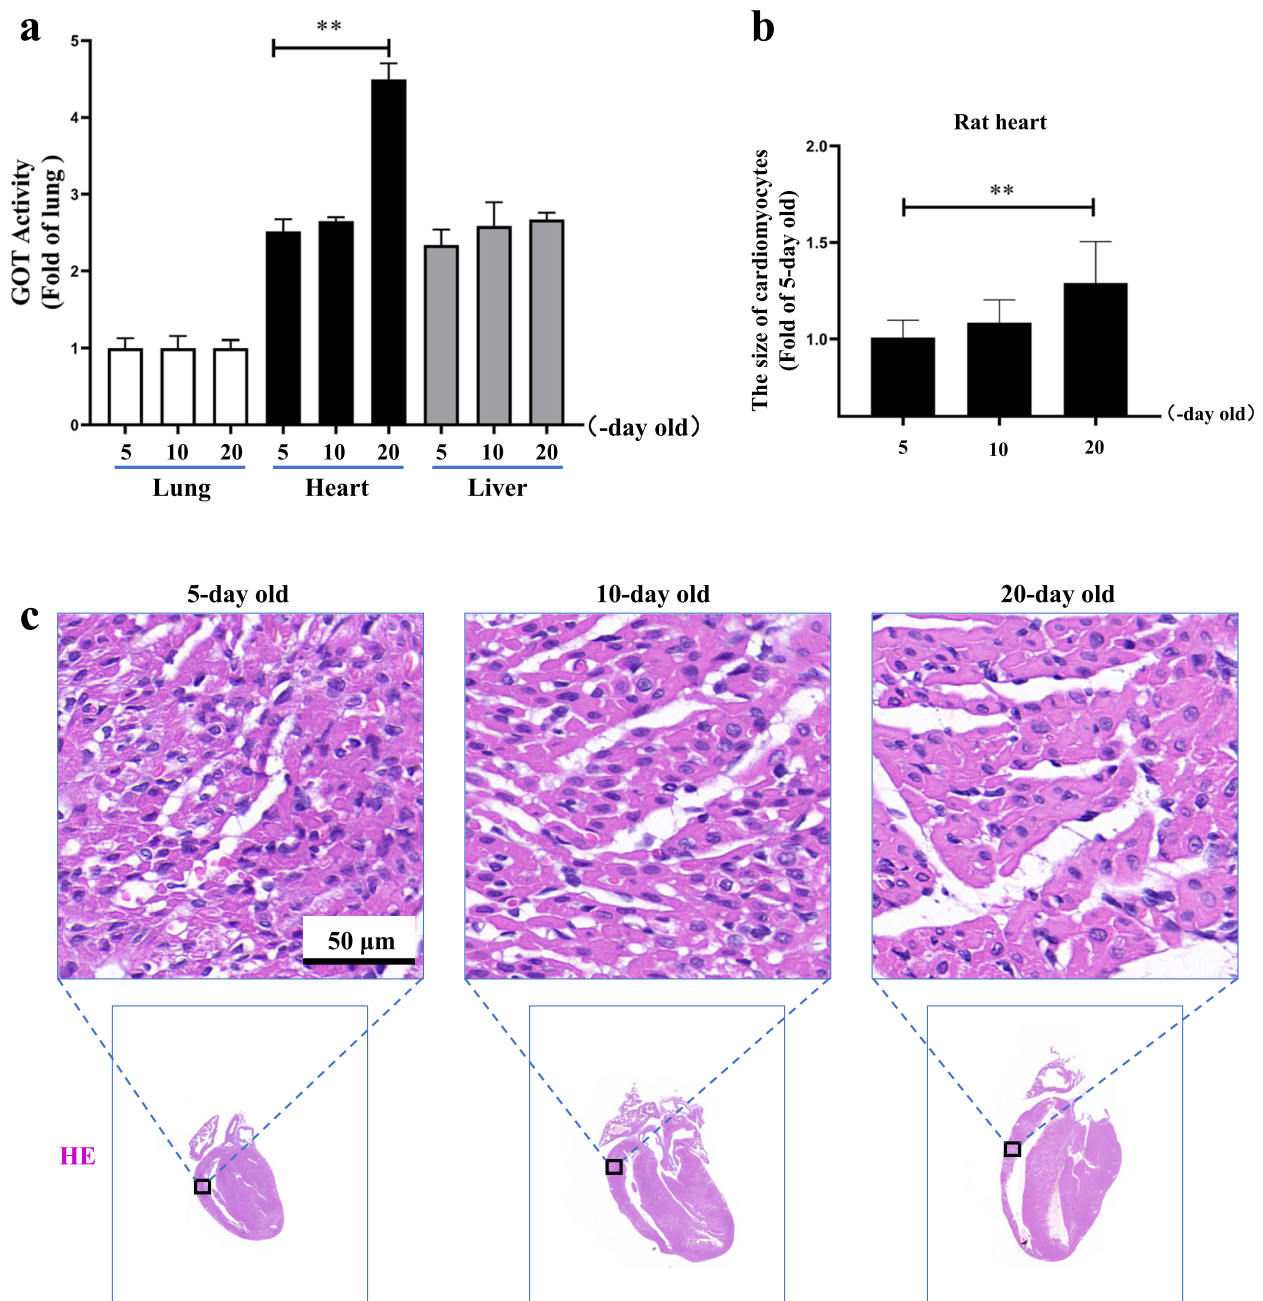 a
**
GOT Activity
(Fold of lung )
5
4
3
2
1
0
5 10 20 5 10 20 5 10 20
(-day old)
Lung Heart Liver
b
Rat heart
**
The size of cardiomyocytes
(Fold of 5-day old)
2.0
1.5
1.0
5 10 20
(-day old)
c
5-day old 10-day old 20-day old
50 μm
HE